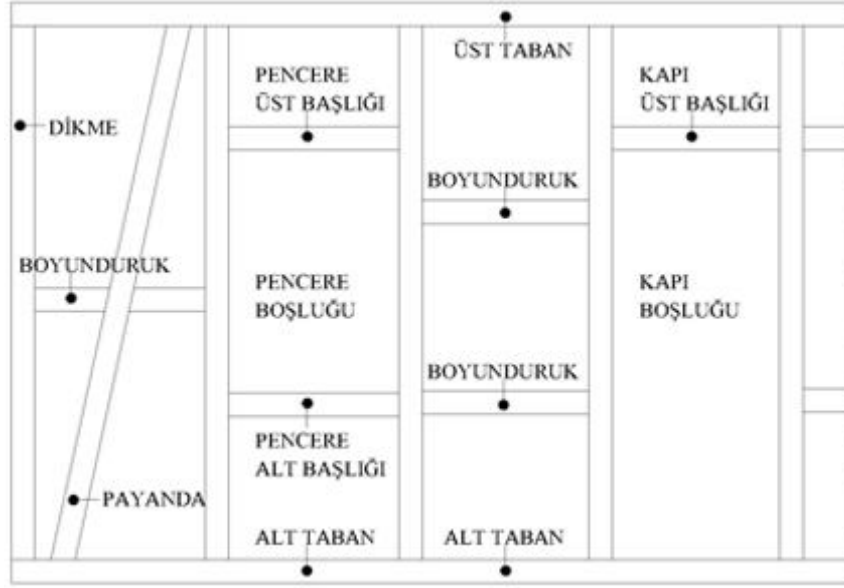 ÜST TABAN
PENCERE
ÜST BAŞLIĞI
KAPI
ÜST BAŞLIĞI
DİKME
BOYUNDURUK
BOYUNDURUK
PENCERE
BOŞLUĞU
KAPI
BOŞLUĞU
BOYUNDURUK
PENCERE
ALT BAŞLIĞI
PAYANDA
ALT TABAN
ALT TABAN